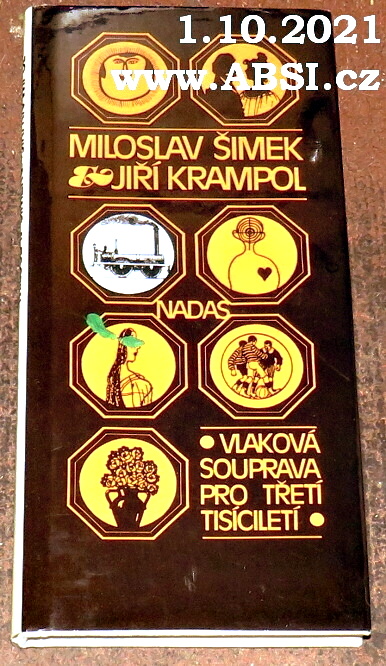 1.10.2021
www.ABSI.cz
MILOSLAV ŠIMEK
& JIŘÍ KRAMPOL
NADAS
• VLAKOVÁ
SOUPRAVA
PRO TŘETÍ
TISÍCILETÍ •